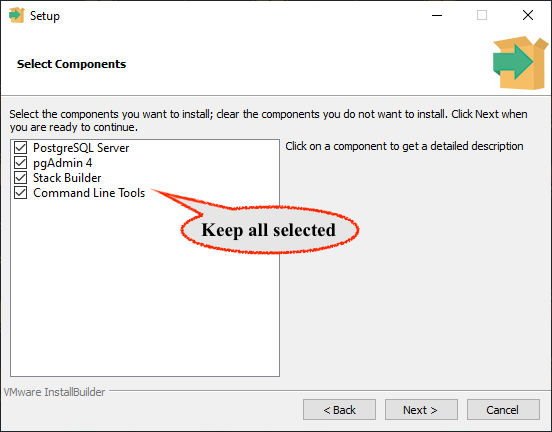 Setup
Select Components
Select the components you want to install; clear the components you do not want to install. Click Next when
you are ready to continue.
PostgreSQL Server
pgAdmin 4
Stack Builder
Command Line Tools
Click on a component to get a detailed description
Keep all selected
VMware InstallBuilder
< Back
Next >
Cancel